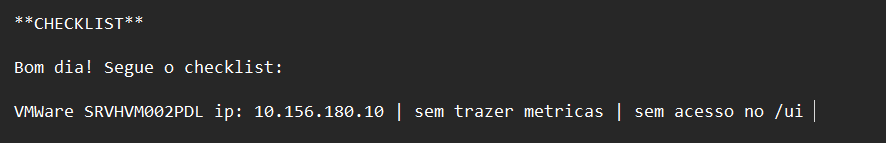 **CHECKLIST**
Bom dia! Segue o checklist:
VMWare SRVHVM002PDL ip: 10.156.180.10 | sem trazer metricas | sem acesso no /ui